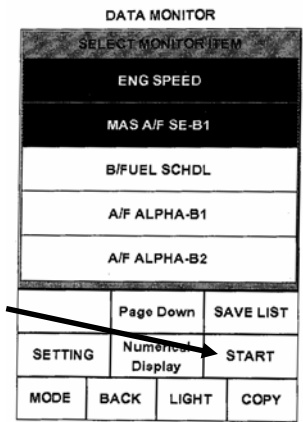 DATA MONITOR
SELECT MONITOR ITEM
ENG SPEED
MAS A/F SE-B1
B/FUEL SCHDL
A/F ALPHA-B1
A/F ALPHA-B2
Page Down SAVE LIST
SETTING Numerical Display START
MODE BACK LIGHT COPY